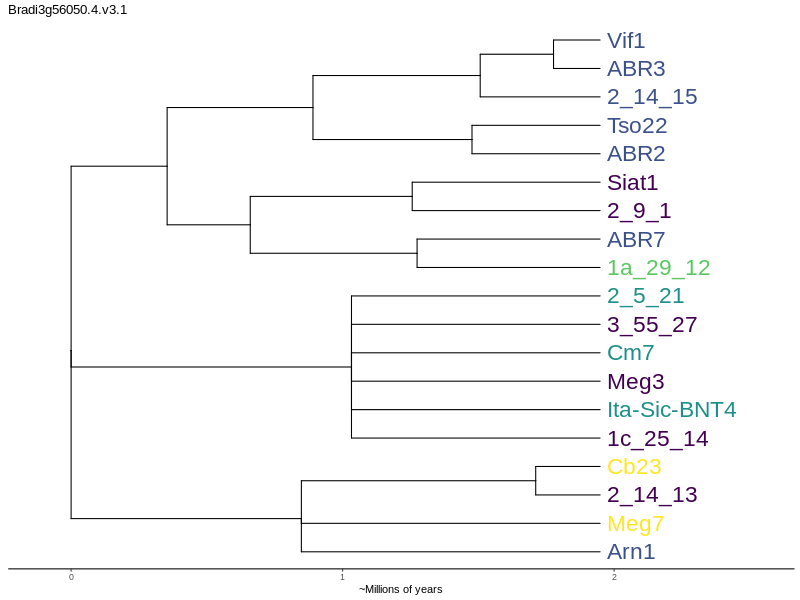 Bradi3g56050.4.v3.1
Vif1
ABR3
2_14_15
Tso22
ABR2
Siat1
2_9_1
ABR7
1a_29_12
2_5_21
3_55_27
Cm7
Meg3
Ita-Sic-BNT4
1c_25_14
Cb23
2_14_13
Meg7
Arn1
0 1 2
~Millions of years